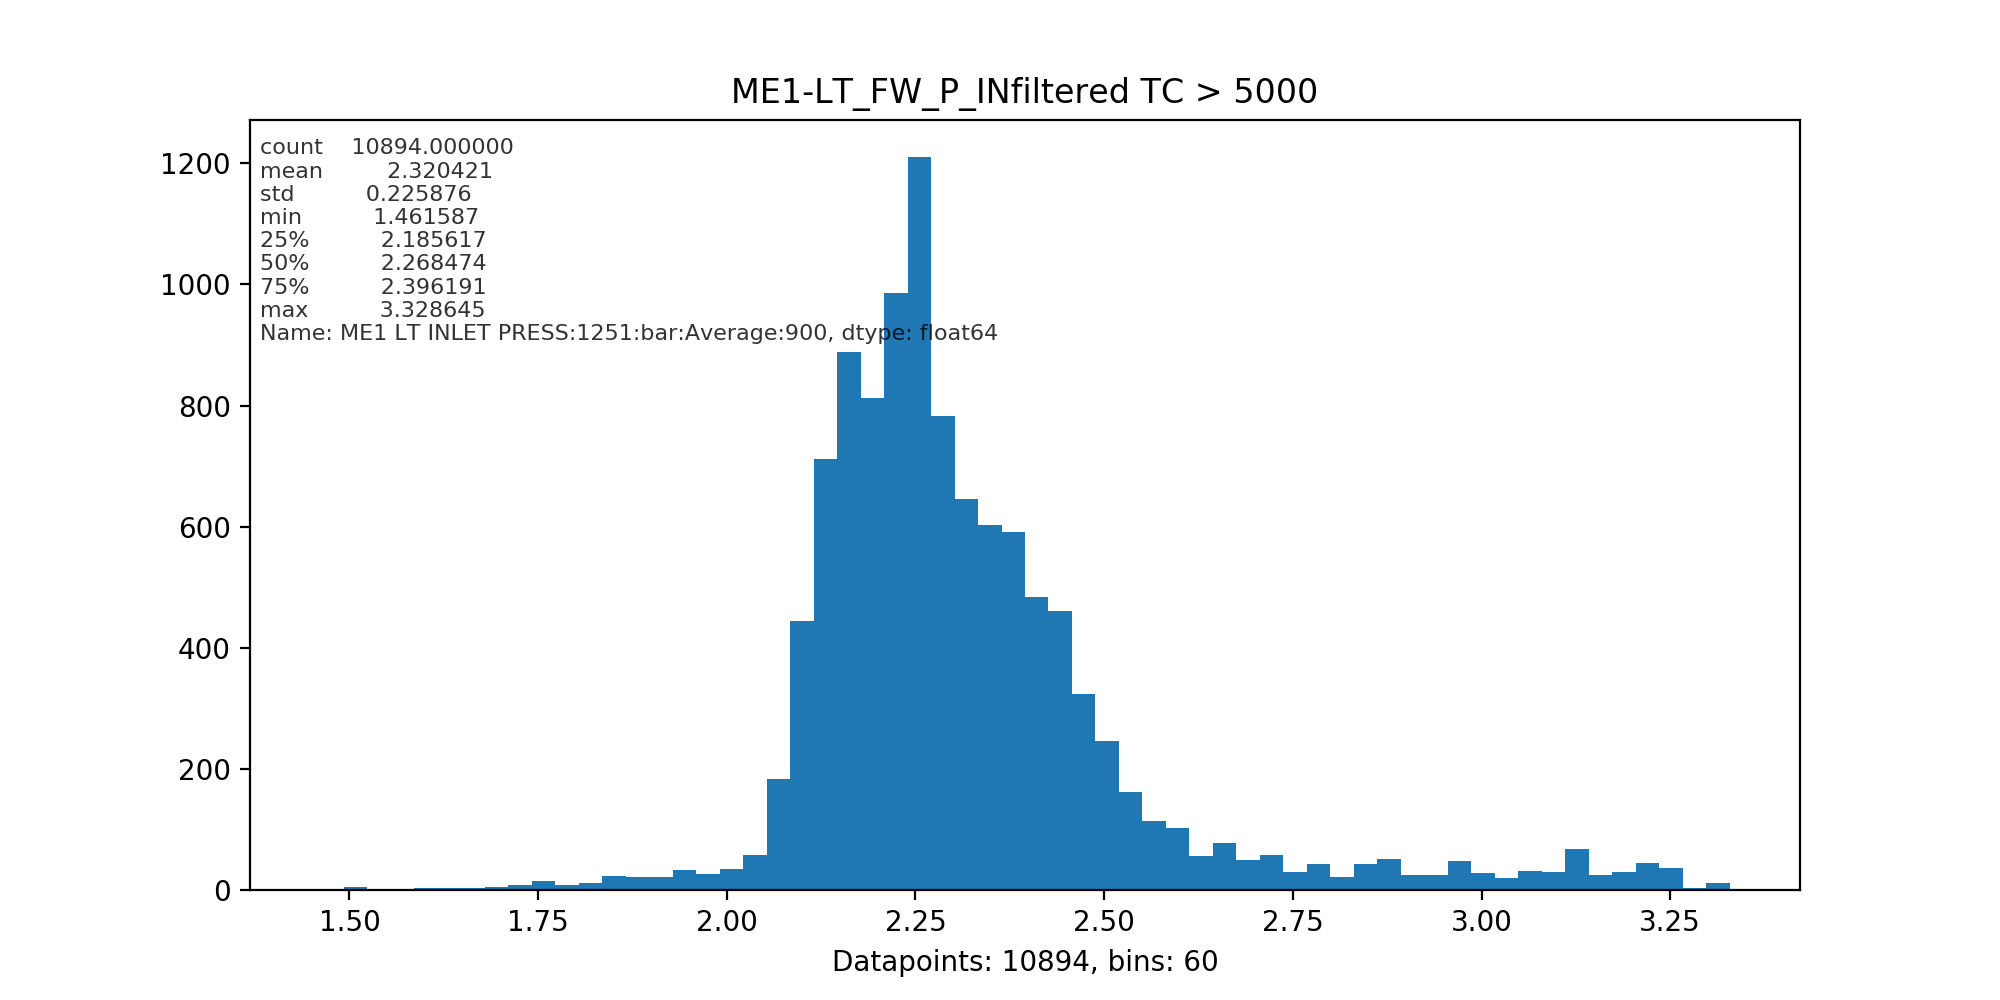 ME1-LT_FW_P_INfiltered TC > 5000
count 10894.000000
mean 2.320421
std 0.225876
min 1.461587
25% 2.185617
50% 2.268474
75% 2.396191
max 3.328645
Name: ME1 LT INLET PRESS:1251:bar:Average:900, dtype: float64
1200
1000
800
600
400
200
0
1.50 1.75 2.00 2.25 2.50 2.75 3.00 3.25
Datapoints: 10894, bins: 60